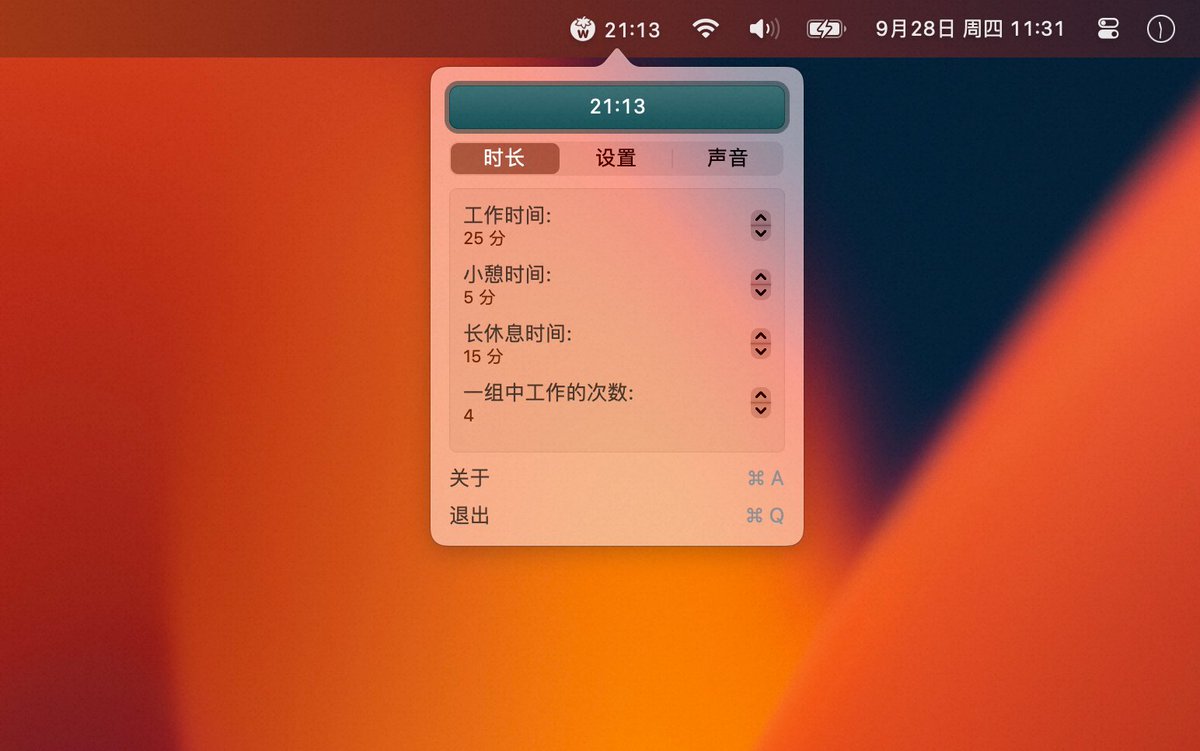 W 21:13 9月28日 周四 11:31
21:13
时长 设置 声音
工作时间:
25 分
小憩时间:
5 分
长休息时间:
15 分
一组中工作的次数:
4
关于 ⌘ A
退出 ⌘ Q